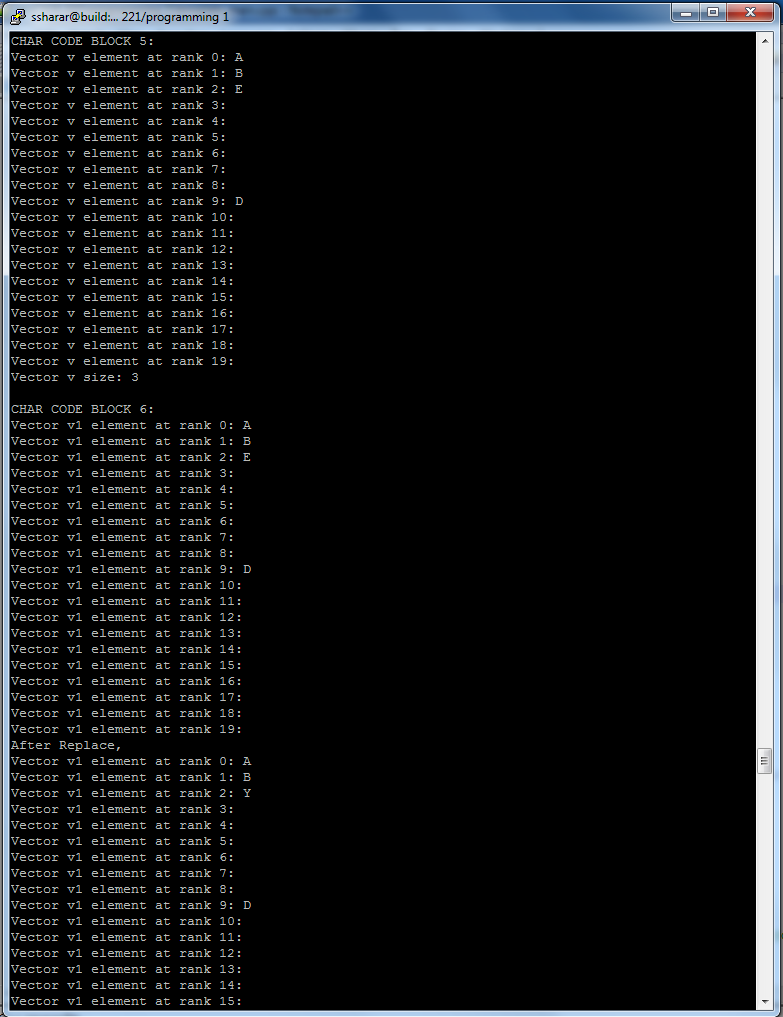 ssharar@build:... 221/programming 1
CHAR CODE BLOCK 5:
Vector v element at rank 0: A
Vector v element at rank 1: B
Vector v element at rank 2: E
Vector v element at rank 3:
Vector v element at rank 4:
Vector v element at rank 5:
Vector v element at rank 6:
Vector v element at rank 7:
Vector v element at rank 8:
Vector v element at rank 9: D
Vector v element at rank 10:
Vector v element at rank 11:
Vector v element at rank 12:
Vector v element at rank 13:
Vector v element at rank 14:
Vector v element at rank 15:
Vector v element at rank 16:
Vector v element at rank 17:
Vector v element at rank 18:
Vector v element at rank 19:
Vector v size: 3
CHAR CODE BLOCK 6:
Vector v1 element at rank 0: A
Vector v1 element at rank 1: B
Vector v1 element at rank 2: E
Vector v1 element at rank 3:
Vector v1 element at rank 4:
Vector v1 element at rank 5:
Vector v1 element at rank 6:
Vector v1 element at rank 7:
Vector v1 element at rank 8:
Vector v1 element at rank 9: D
Vector v1 element at rank 10:
Vector v1 element at rank 11:
Vector v1 element at rank 12:
Vector v1 element at rank 13:
Vector v1 element at rank 14:
Vector v1 element at rank 15:
Vector v1 element at rank 16:
Vector v1 element at rank 17:
Vector v1 element at rank 18:
Vector v1 element at rank 19:
After Replace,
Vector v1 element at rank 0: A
Vector v1 element at rank 1: B
Vector v1 element at rank 2: Y
Vector v1 element at rank 3:
Vector v1 element at rank 4:
Vector v1 element at rank 5:
Vector v1 element at rank 6:
Vector v1 element at rank 7:
Vector v1 element at rank 8:
Vector v1 element at rank 9: D
Vector v1 element at rank 10:
Vector v1 element at rank 11:
Vector v1 element at rank 12:
Vector v1 element at rank 13:
Vector v1 element at rank 14:
Vector v1 element at rank 15: